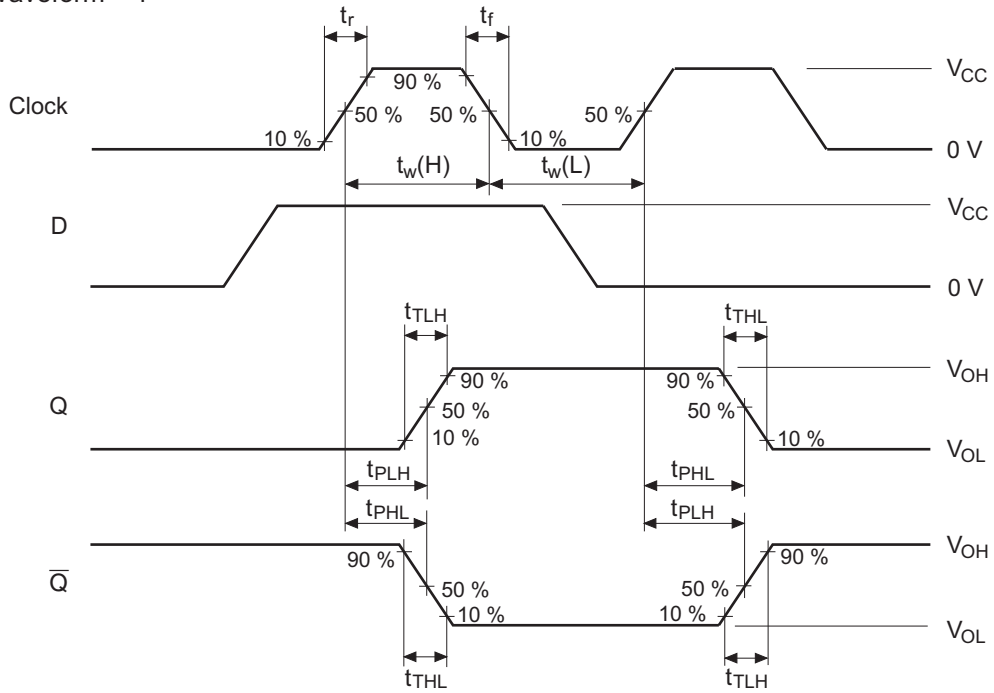 tr tf
VCC
90 %
Clock 50 % 50 % 50 %
10 % 10 %
0 V
tw(H) tw(L)
VCC
D
0 V
tTLH tTHL
VOH
90 % 90 %
Q 50 % 50 %
10 % 10 %
VOL
tPLH tPHL
tPHL tPLH
VOH
90 % 90 %
Q 50 % 50 %
10 % 10 %
VOL
tTHL tTLH